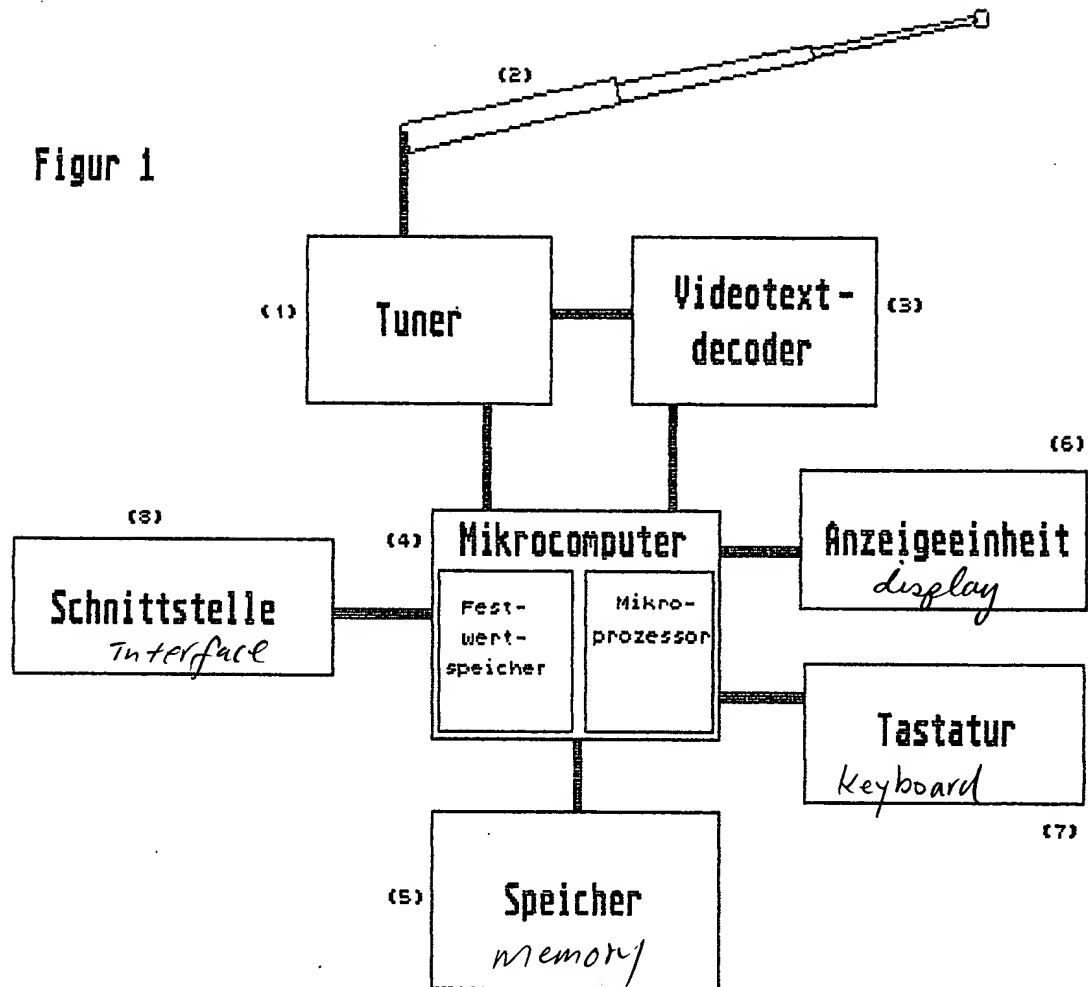 (2)
Figur 1
(1)
Tuner
Videotext-
decoder
(3)
(6)
(8)
(4)
Mikrocomputer
Anzeigeeinheit
display
Schnittstelle
Interface
Fest-
wert-
speicher
Mikro-
prozessor
Tastatur
Keyboard
(7)
(5)
Speicher
memory